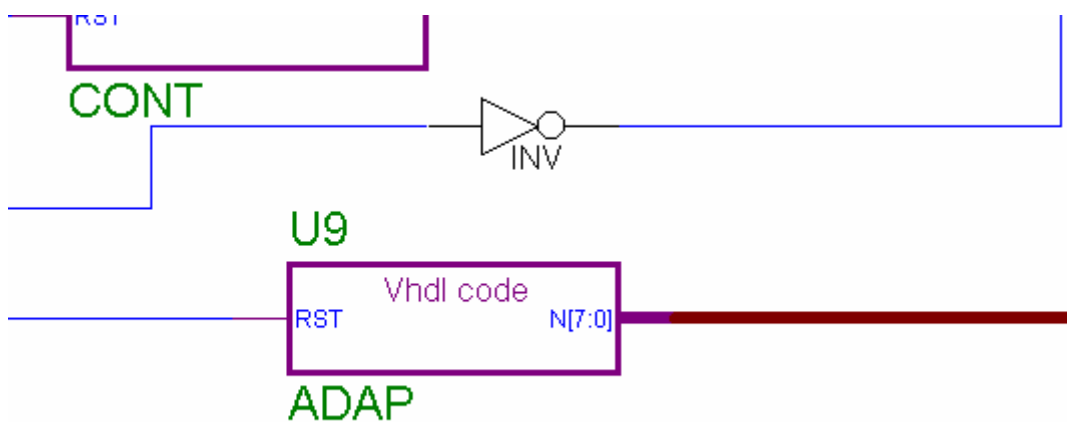 RST
CONT
INV
U9
Vhdl code
RST N[7:0]
ADAP